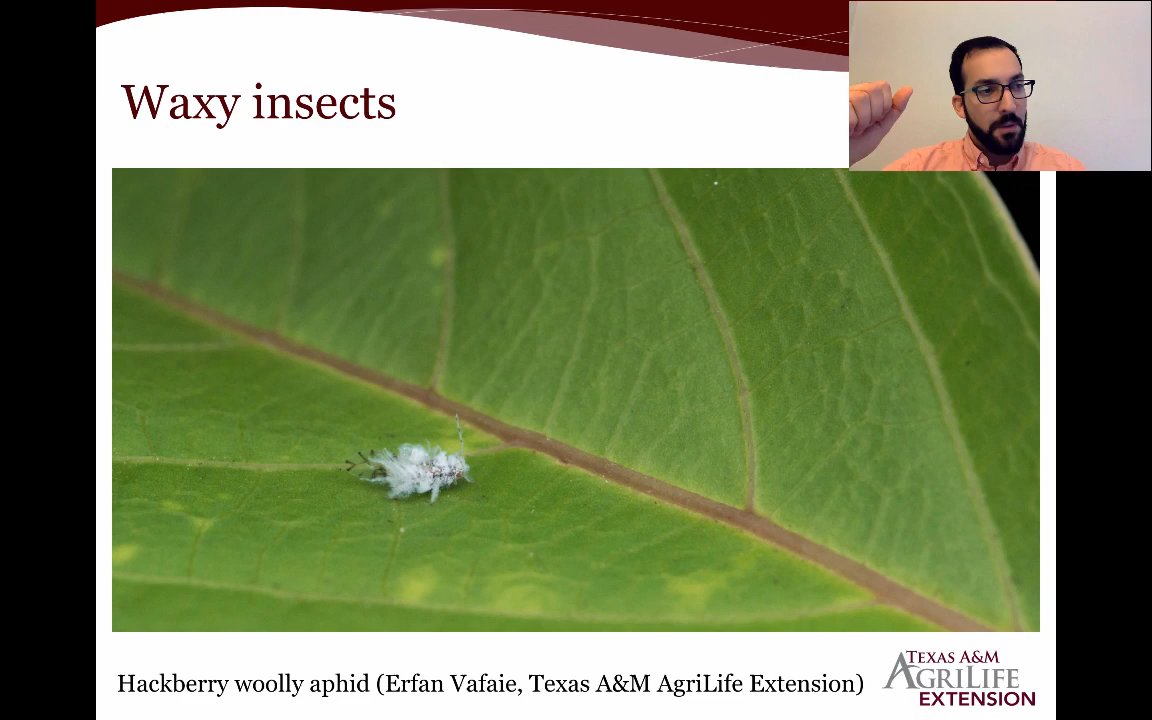 Waxy insects
Hackberry woolly aphid (Erfan Vafaie, Texas A&M AgriLife Extension)
TEXAS A&M
AGRILIFE
EXTENSION